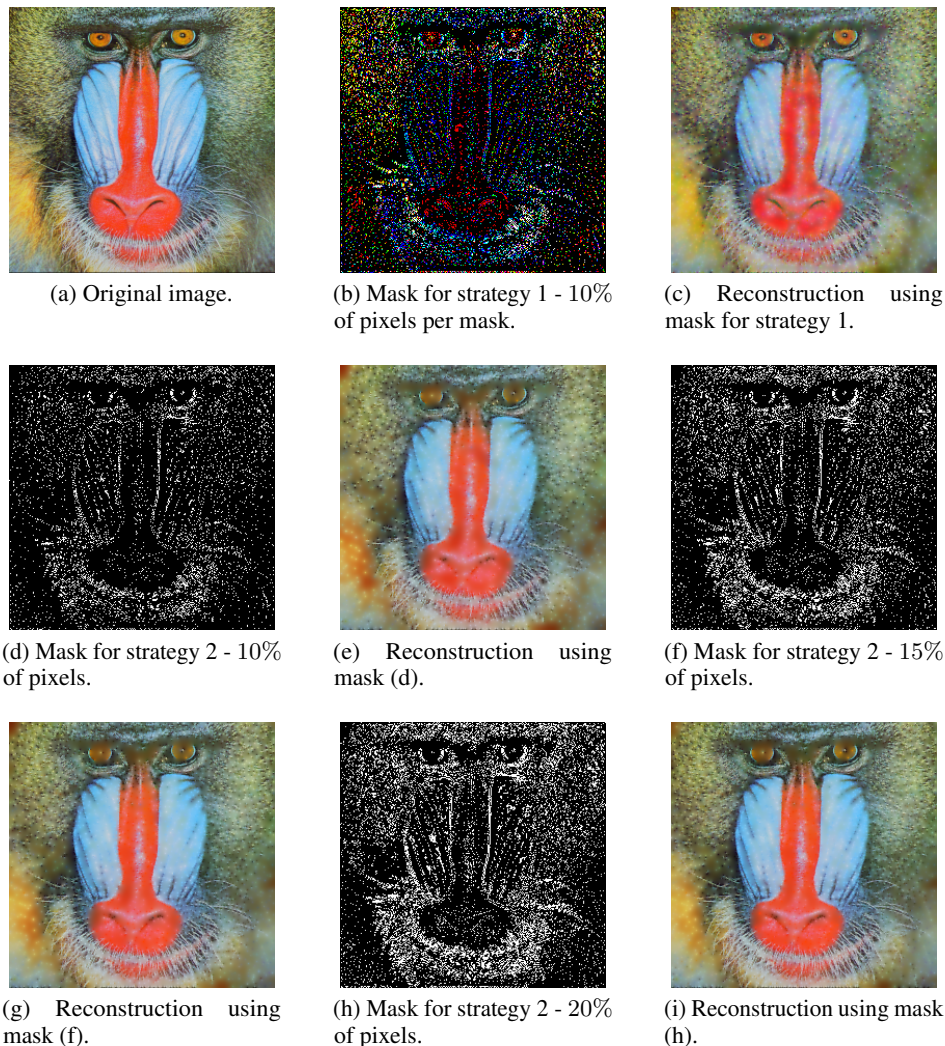 (a) Original image.
(b) Mask for strategy 1 - 10%
of pixels per mask.
(c) Reconstruction using
mask for strategy 1.
(d) Mask for strategy 2 - 10%
of pixels.
(e) Reconstruction using
mask (d).
(f) Mask for strategy 2 - 15%
of pixels.
(g) Reconstruction using
mask (f).
(h) Mask for strategy 2 - 20%
of pixels.
(i) Reconstruction using mask
(h).